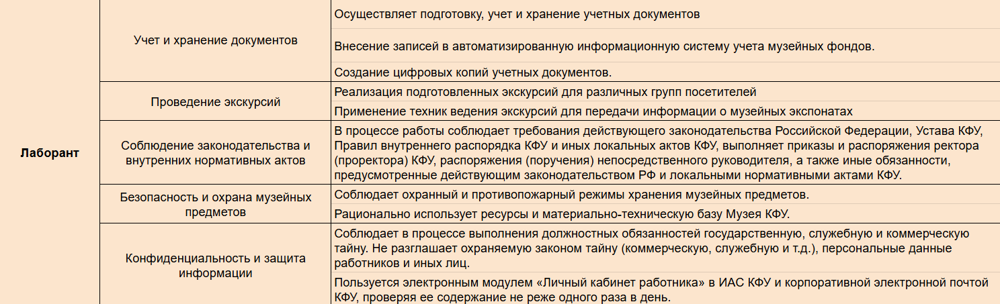 Лаборант
Учет и хранение документов
Осуществляет подготовку, учет и хранение учетных документов
Внесение записей в автоматизированную информационную систему учета музейных фондов.
Создание цифровых копий учетных документов.
Проведение экскурсий
Реализация подготовленных экскурсий для различных групп посетителей
Применение техник ведения экскурсий для передачи информации о музейных экспонатах
Соблюдение законодательства и
внутренних нормативных актов
В процессе работы соблюдает требования действующего законодательства Российской Федерации, Устава КФУ,
Правил внутреннего распорядка КФУ и иных локальных актов КФУ, выполняет приказы и распоряжения ректора
(проректора) КФУ, распоряжения (поручения) непосредственного руководителя, а также иные обязанности,
предусмотренные действующим законодательством РФ и локальными нормативными актами КФУ.
Безопасность и охрана музейных
предметов
Соблюдает охранный и противопожарный режимы хранения музейных предметов.
Рационально использует ресурсы и материально-техническую базу Музея КФУ.
Конфиденциальность и защита
информации
Соблюдает в процессе выполнения должностных обязанностей государственную, служебную и коммерческую
тайну. Не разглашает охраняемую законом тайну (коммерческую, служебную и т.д.), персональные данные
работников и иных лиц.
Пользуется электронным модулем «Личный кабинет работника» в ИАС КФУ и корпоративной электронной почтой
КФУ, проверяя ее содержание не реже одного раза в день.